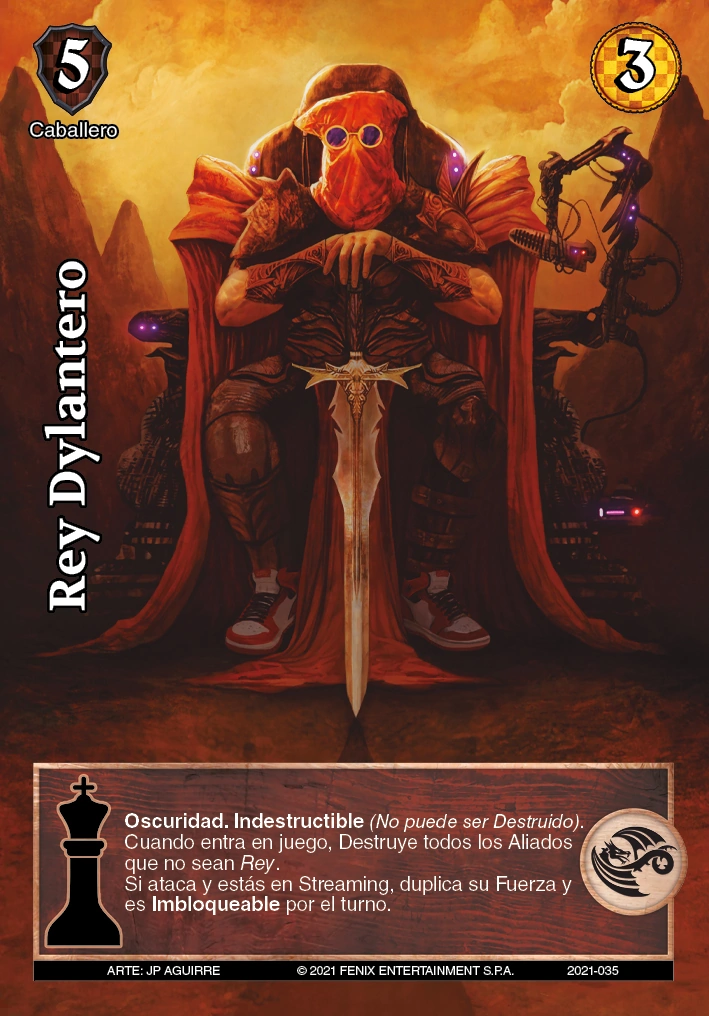 5
3
Caballero
Rey Dylantero
Oscuridad. Indestructible (No puede ser Destruido).
Cuando entra en juego, Destruye todos los Aliados
que no sean Rey.
Si ataca y estás en Streaming, duplica su Fuerza y
es Imbloqueable por el turno.
ARTE: JP AGUIRRE © 2021 FENIX ENTERTAINMENT S.P.A. 2021-035